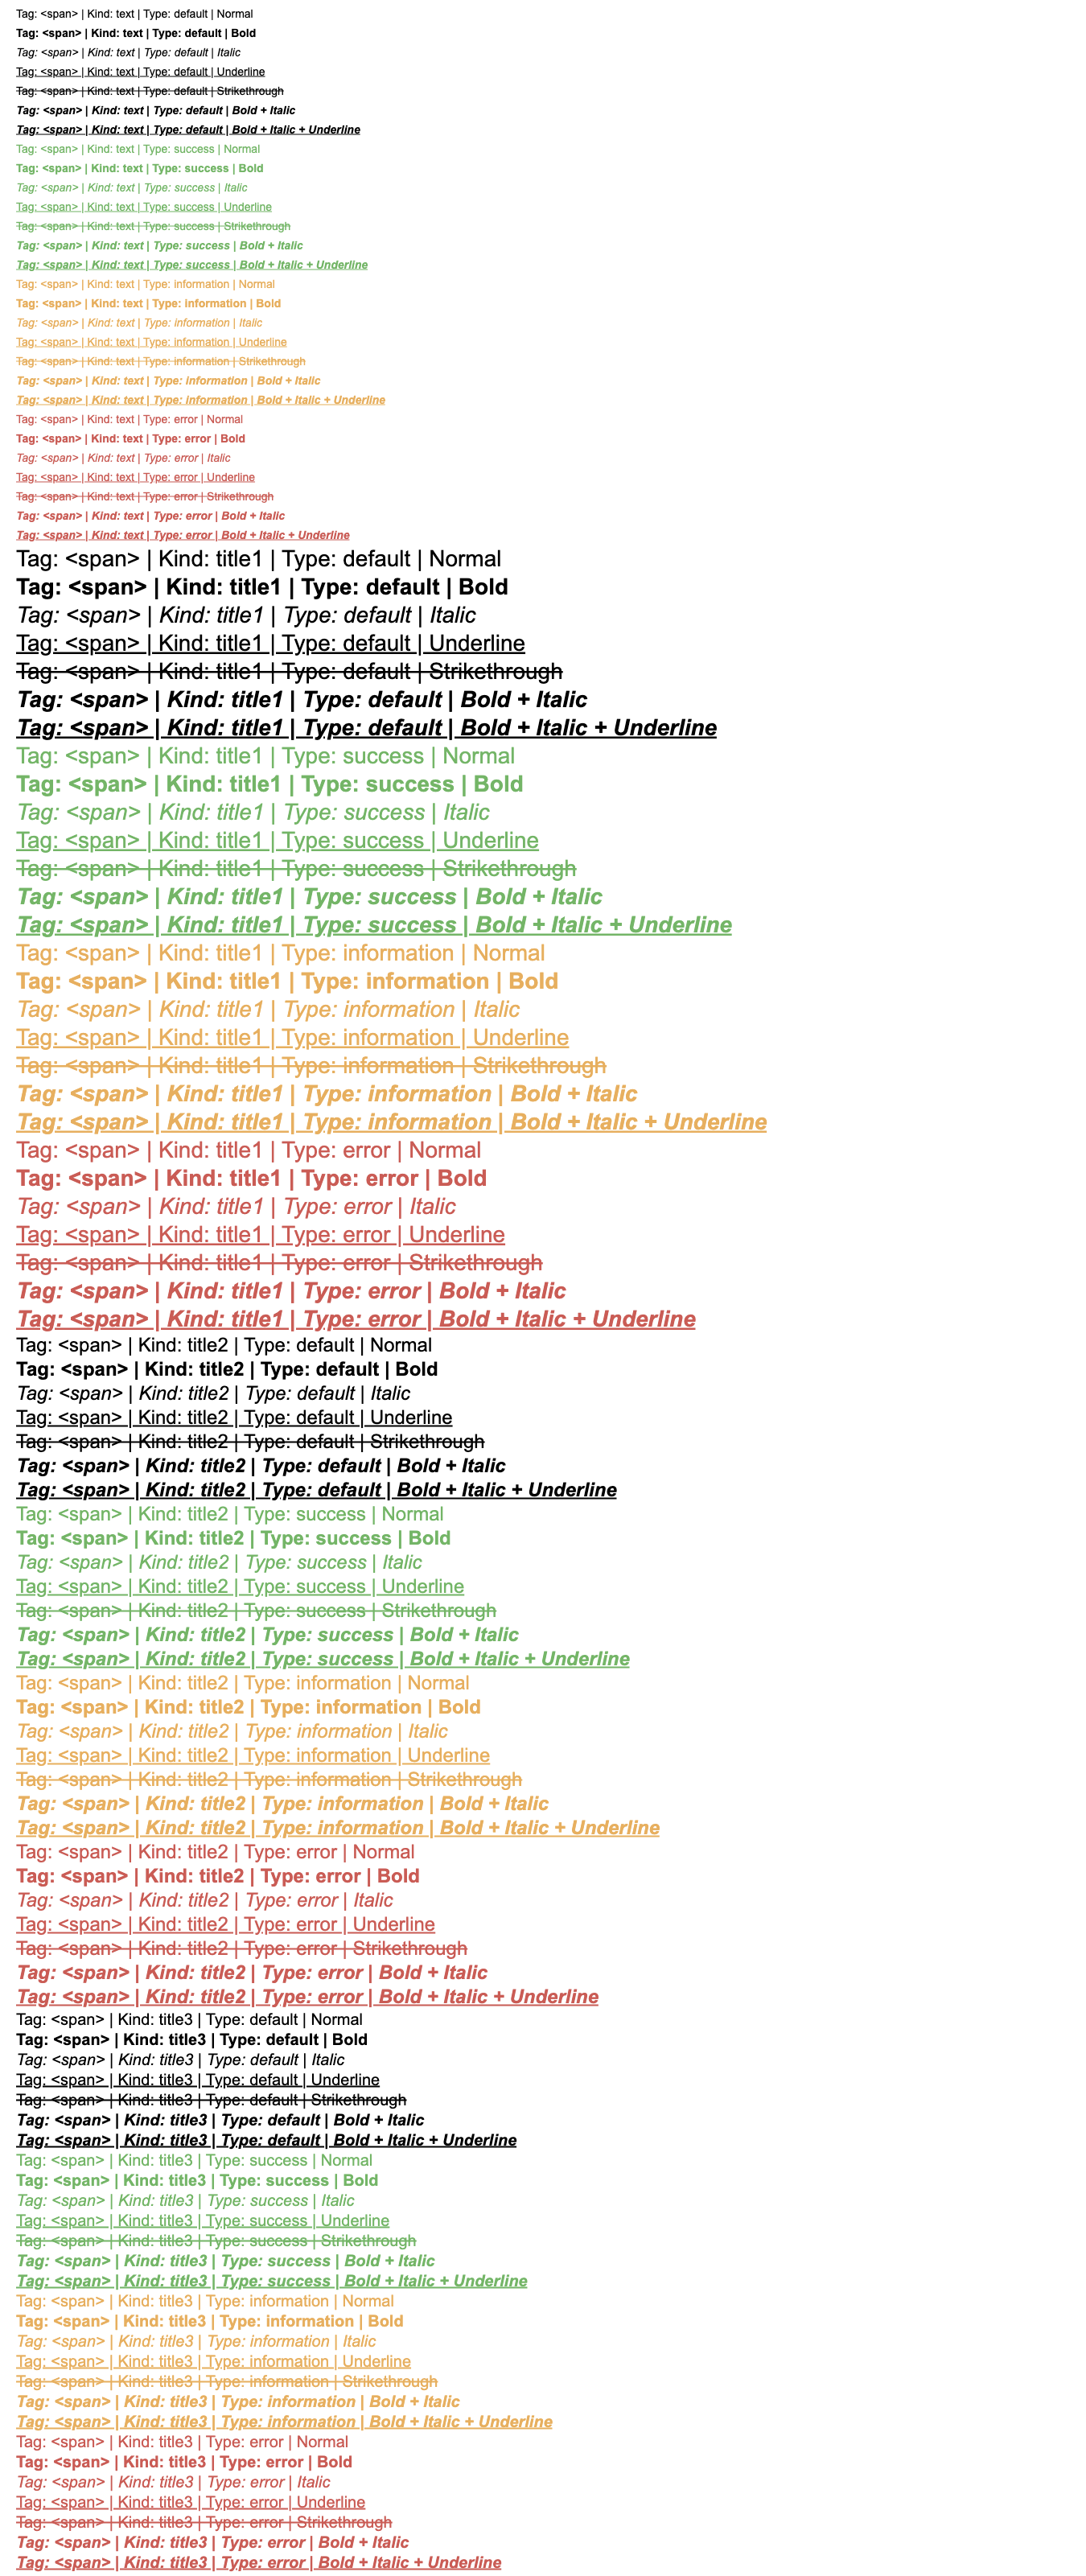 Tag: <span> | Kind: text | Type: default | Normal
Tag: <span> | Kind: text | Type: default | Bold
Tag: <span> | Kind: text | Type: default | Italic
Tag: <span> | Kind: text | Type: default | Underline
Tag: <span> | Kind: text | Type: default | Strikethrough
Tag: <span> | Kind: text | Type: default | Bold + Italic
Tag: <span> | Kind: text | Type: default | Bold + Italic + Underline
Tag: <span> | Kind: text | Type: success | Normal
Tag: <span> | Kind: text | Type: success | Bold
Tag: <span> | Kind: text | Type: success | Italic
Tag: <span> | Kind: text | Type: success | Underline
Tag: <span> | Kind: text | Type: success | Strikethrough
Tag: <span> | Kind: text | Type: success | Bold + Italic
Tag: <span> | Kind: text | Type: success | Bold + Italic + Underline
Tag: <span> | Kind: text | Type: information | Normal
Tag: <span> | Kind: text | Type: information | Bold
Tag: <span> | Kind: text | Type: information | Italic
Tag: <span> | Kind: text | Type: information | Underline
Tag: <span> | Kind: text | Type: information | Strikethrough
Tag: <span> | Kind: text | Type: information | Bold + Italic
Tag: <span> | Kind: text | Type: information | Bold + Italic + Underline
Tag: <span> | Kind: text | Type: error | Normal
Tag: <span> | Kind: text | Type: error | Bold
Tag: <span> | Kind: text | Type: error | Italic
Tag: <span> | Kind: text | Type: error | Underline
Tag: <span> | Kind: text | Type: error | Strikethrough
Tag: <span> | Kind: text | Type: error | Bold + Italic
Tag: <span> | Kind: text | Type: error | Bold + Italic + Underline
Tag: <span> | Kind: title1 | Type: default | Normal
Tag: <span> | Kind: title1 | Type: default | Bold
Tag: <span> | Kind: title1 | Type: default | Italic
Tag: <span> | Kind: title1 | Type: default | Underline
Tag: <span> | Kind: title1 | Type: default | Strikethrough
Tag: <span> | Kind: title1 | Type: default | Bold + Italic
Tag: <span> | Kind: title1 | Type: default | Bold + Italic + Underline
Tag: <span> | Kind: title1 | Type: success | Normal
Tag: <span> | Kind: title1 | Type: success | Bold
Tag: <span> | Kind: title1 | Type: success | Italic
Tag: <span> | Kind: title1 | Type: success | Underline
Tag: <span> | Kind: title1 | Type: success | Strikethrough
Tag: <span> | Kind: title1 | Type: success | Bold + Italic
Tag: <span> | Kind: title1 | Type: success | Bold + Italic + Underline
Tag: <span> | Kind: title1 | Type: information | Normal
Tag: <span> | Kind: title1 | Type: information | Bold
Tag: <span> | Kind: title1 | Type: information | Italic
Tag: <span> | Kind: title1 | Type: information | Underline
Tag: <span> | Kind: title1 | Type: information | Strikethrough
Tag: <span> | Kind: title1 | Type: information | Bold + Italic
Tag: <span> | Kind: title1 | Type: information | Bold + Italic + Underline
Tag: <span> | Kind: title1 | Type: error | Normal
Tag: <span> | Kind: title1 | Type: error | Bold
Tag: <span> | Kind: title1 | Type: error | Italic
Tag: <span> | Kind: title1 | Type: error | Underline
Tag: <span> | Kind: title1 | Type: error | Strikethrough
Tag: <span> | Kind: title1 | Type: error | Bold + Italic
Tag: <span> | Kind: title1 | Type: error | Bold + Italic + Underline
Tag: <span> | Kind: title2 | Type: default | Normal
Tag: <span> | Kind: title2 | Type: default | Bold
Tag: <span> | Kind: title2 | Type: default | Italic
Tag: <span> | Kind: title2 | Type: default | Underline
Tag: <span> | Kind: title2 | Type: default | Strikethrough
Tag: <span> | Kind: title2 | Type: default | Bold + Italic
Tag: <span> | Kind: title2 | Type: default | Bold + Italic + Underline
Tag: <span> | Kind: title2 | Type: success | Normal
Tag: <span> | Kind: title2 | Type: success | Bold
Tag: <span> | Kind: title2 | Type: success | Italic
Tag: <span> | Kind: title2 | Type: success | Underline
Tag: <span> | Kind: title2 | Type: success | Strikethrough
Tag: <span> | Kind: title2 | Type: success | Bold + Italic
Tag: <span> | Kind: title2 | Type: success | Bold + Italic + Underline
Tag: <span> | Kind: title2 | Type: information | Normal
Tag: <span> | Kind: title2 | Type: information | Bold
Tag: <span> | Kind: title2 | Type: information | Italic
Tag: <span> | Kind: title2 | Type: information | Underline
Tag: <span> | Kind: title2 | Type: information | Strikethrough
Tag: <span> | Kind: title2 | Type: information | Bold + Italic
Tag: <span> | Kind: title2 | Type: information | Bold + Italic + Underline
Tag: <span> | Kind: title2 | Type: error | Normal
Tag: <span> | Kind: title2 | Type: error | Bold
Tag: <span> | Kind: title2 | Type: error | Italic
Tag: <span> | Kind: title2 | Type: error | Underline
Tag: <span> | Kind: title2 | Type: error | Strikethrough
Tag: <span> | Kind: title2 | Type: error | Bold + Italic
Tag: <span> | Kind: title2 | Type: error | Bold + Italic + Underline
Tag: <span> | Kind: title3 | Type: default | Normal
Tag: <span> | Kind: title3 | Type: default | Bold
Tag: <span> | Kind: title3 | Type: default | Italic
Tag: <span> | Kind: title3 | Type: default | Underline
Tag: <span> | Kind: title3 | Type: default | Strikethrough
Tag: <span> | Kind: title3 | Type: default | Bold + Italic
Tag: <span> | Kind: title3 | Type: default | Bold + Italic + Underline
Tag: <span> | Kind: title3 | Type: success | Normal
Tag: <span> | Kind: title3 | Type: success | Bold
Tag: <span> | Kind: title3 | Type: success | Italic
Tag: <span> | Kind: title3 | Type: success | Underline
Tag: <span> | Kind: title3 | Type: success | Strikethrough
Tag: <span> | Kind: title3 | Type: success | Bold + Italic
Tag: <span> | Kind: title3 | Type: success | Bold + Italic + Underline
Tag: <span> | Kind: title3 | Type: information | Normal
Tag: <span> | Kind: title3 | Type: information | Bold
Tag: <span> | Kind: title3 | Type: information | Italic
Tag: <span> | Kind: title3 | Type: information | Underline
Tag: <span> | Kind: title3 | Type: information | Strikethrough
Tag: <span> | Kind: title3 | Type: information | Bold + Italic
Tag: <span> | Kind: title3 | Type: information | Bold + Italic + Underline
Tag: <span> | Kind: title3 | Type: error | Normal
Tag: <span> | Kind: title3 | Type: error | Bold
Tag: <span> | Kind: title3 | Type: error | Italic
Tag: <span> | Kind: title3 | Type: error | Underline
Tag: <span> | Kind: title3 | Type: error | Strikethrough
Tag: <span> | Kind: title3 | Type: error | Bold + Italic
Tag: <span> | Kind: title3 | Type: error | Bold + Italic + Underline